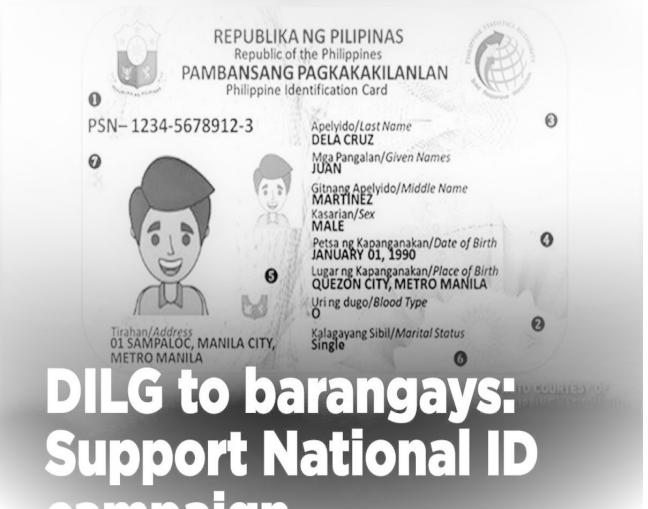 REPUBLIKA NG PILIPINAS
Republic of the Philippines
PAMBANSANG PAGKAKAKILANLAN
Philippine Identification Card
1
PSN– 1234-5678912-3
7
3
Apelyido/Last Name
DELA CRUZ
Mga Pangalan/Given Names
JUAN
Gitnang Apelyido/Middle Name
MARTINEZ
Kasarian/Sex
MALE
4
Petsa ng Kapanganakan/Date of Birth
JANUARY 01, 1990
5
Lugar ng Kapanganakan/Place of Birth
QUEZON CITY, METRO MANILA
Uri ng dugo/Blood Type
O
2
Kalagayang Sibil/Marital Status
Single
6
Tirahan/Address
01 SAMPALOC, MANILA CITY,
METRO MANILA
COURTESY OF
DILG to barangays:
Support National ID
campaign